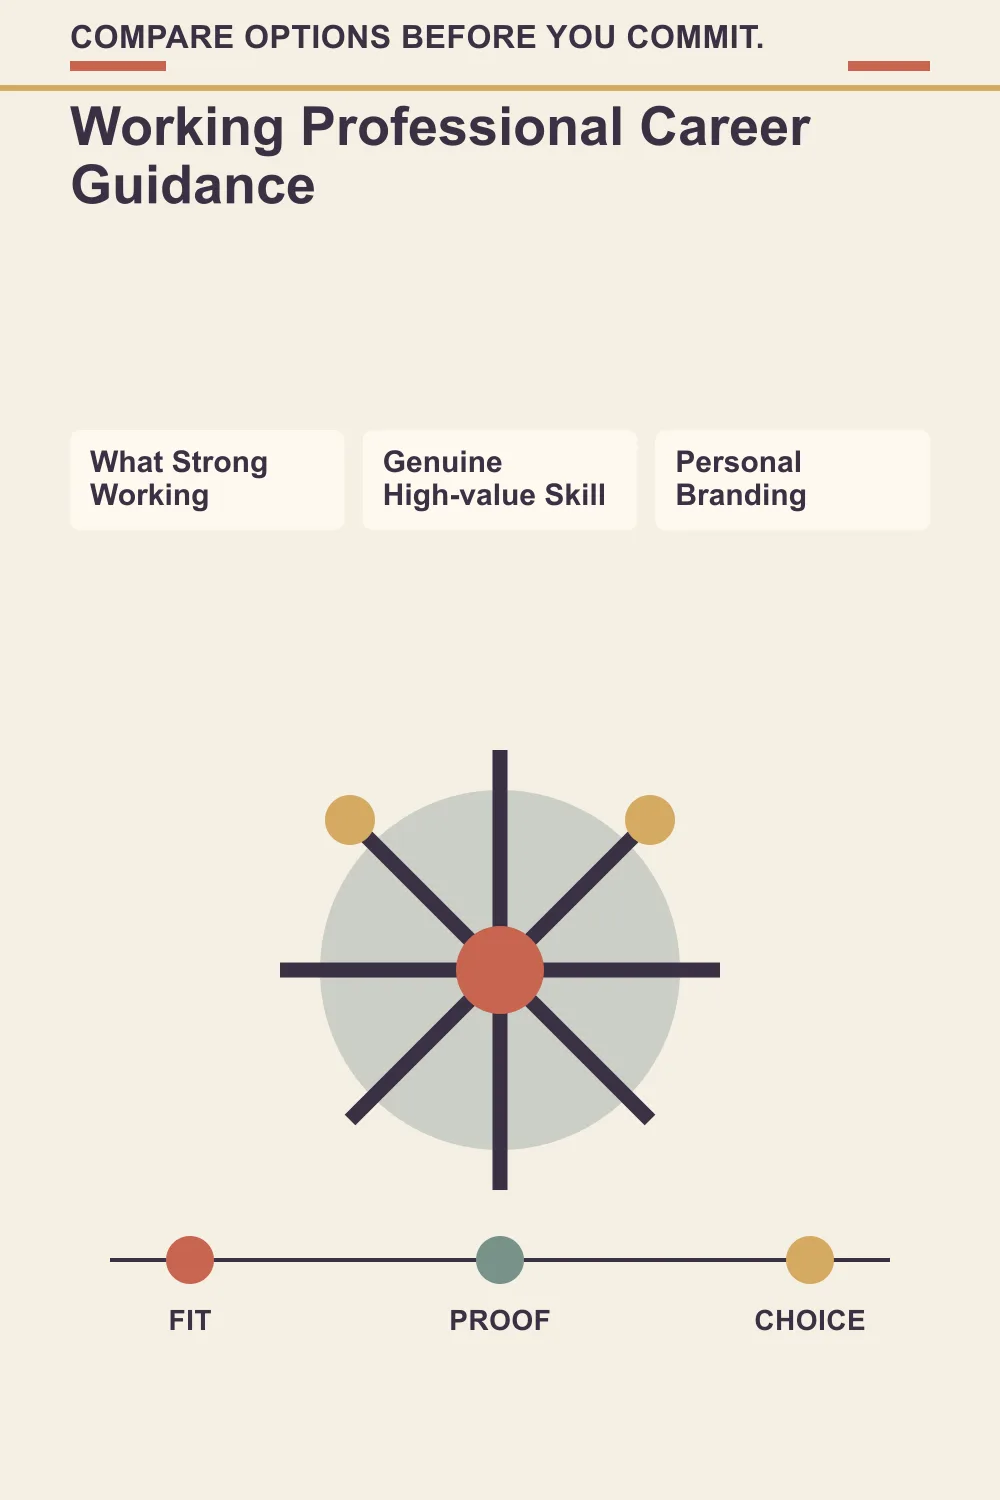 COMPARE OPTIONS BEFORE YOU COMMIT.
Working Professional Career
Guidance
What Strong
Working
Genuine
High-value Skill
Personal
Branding
FIT
PROOF
CHOICE